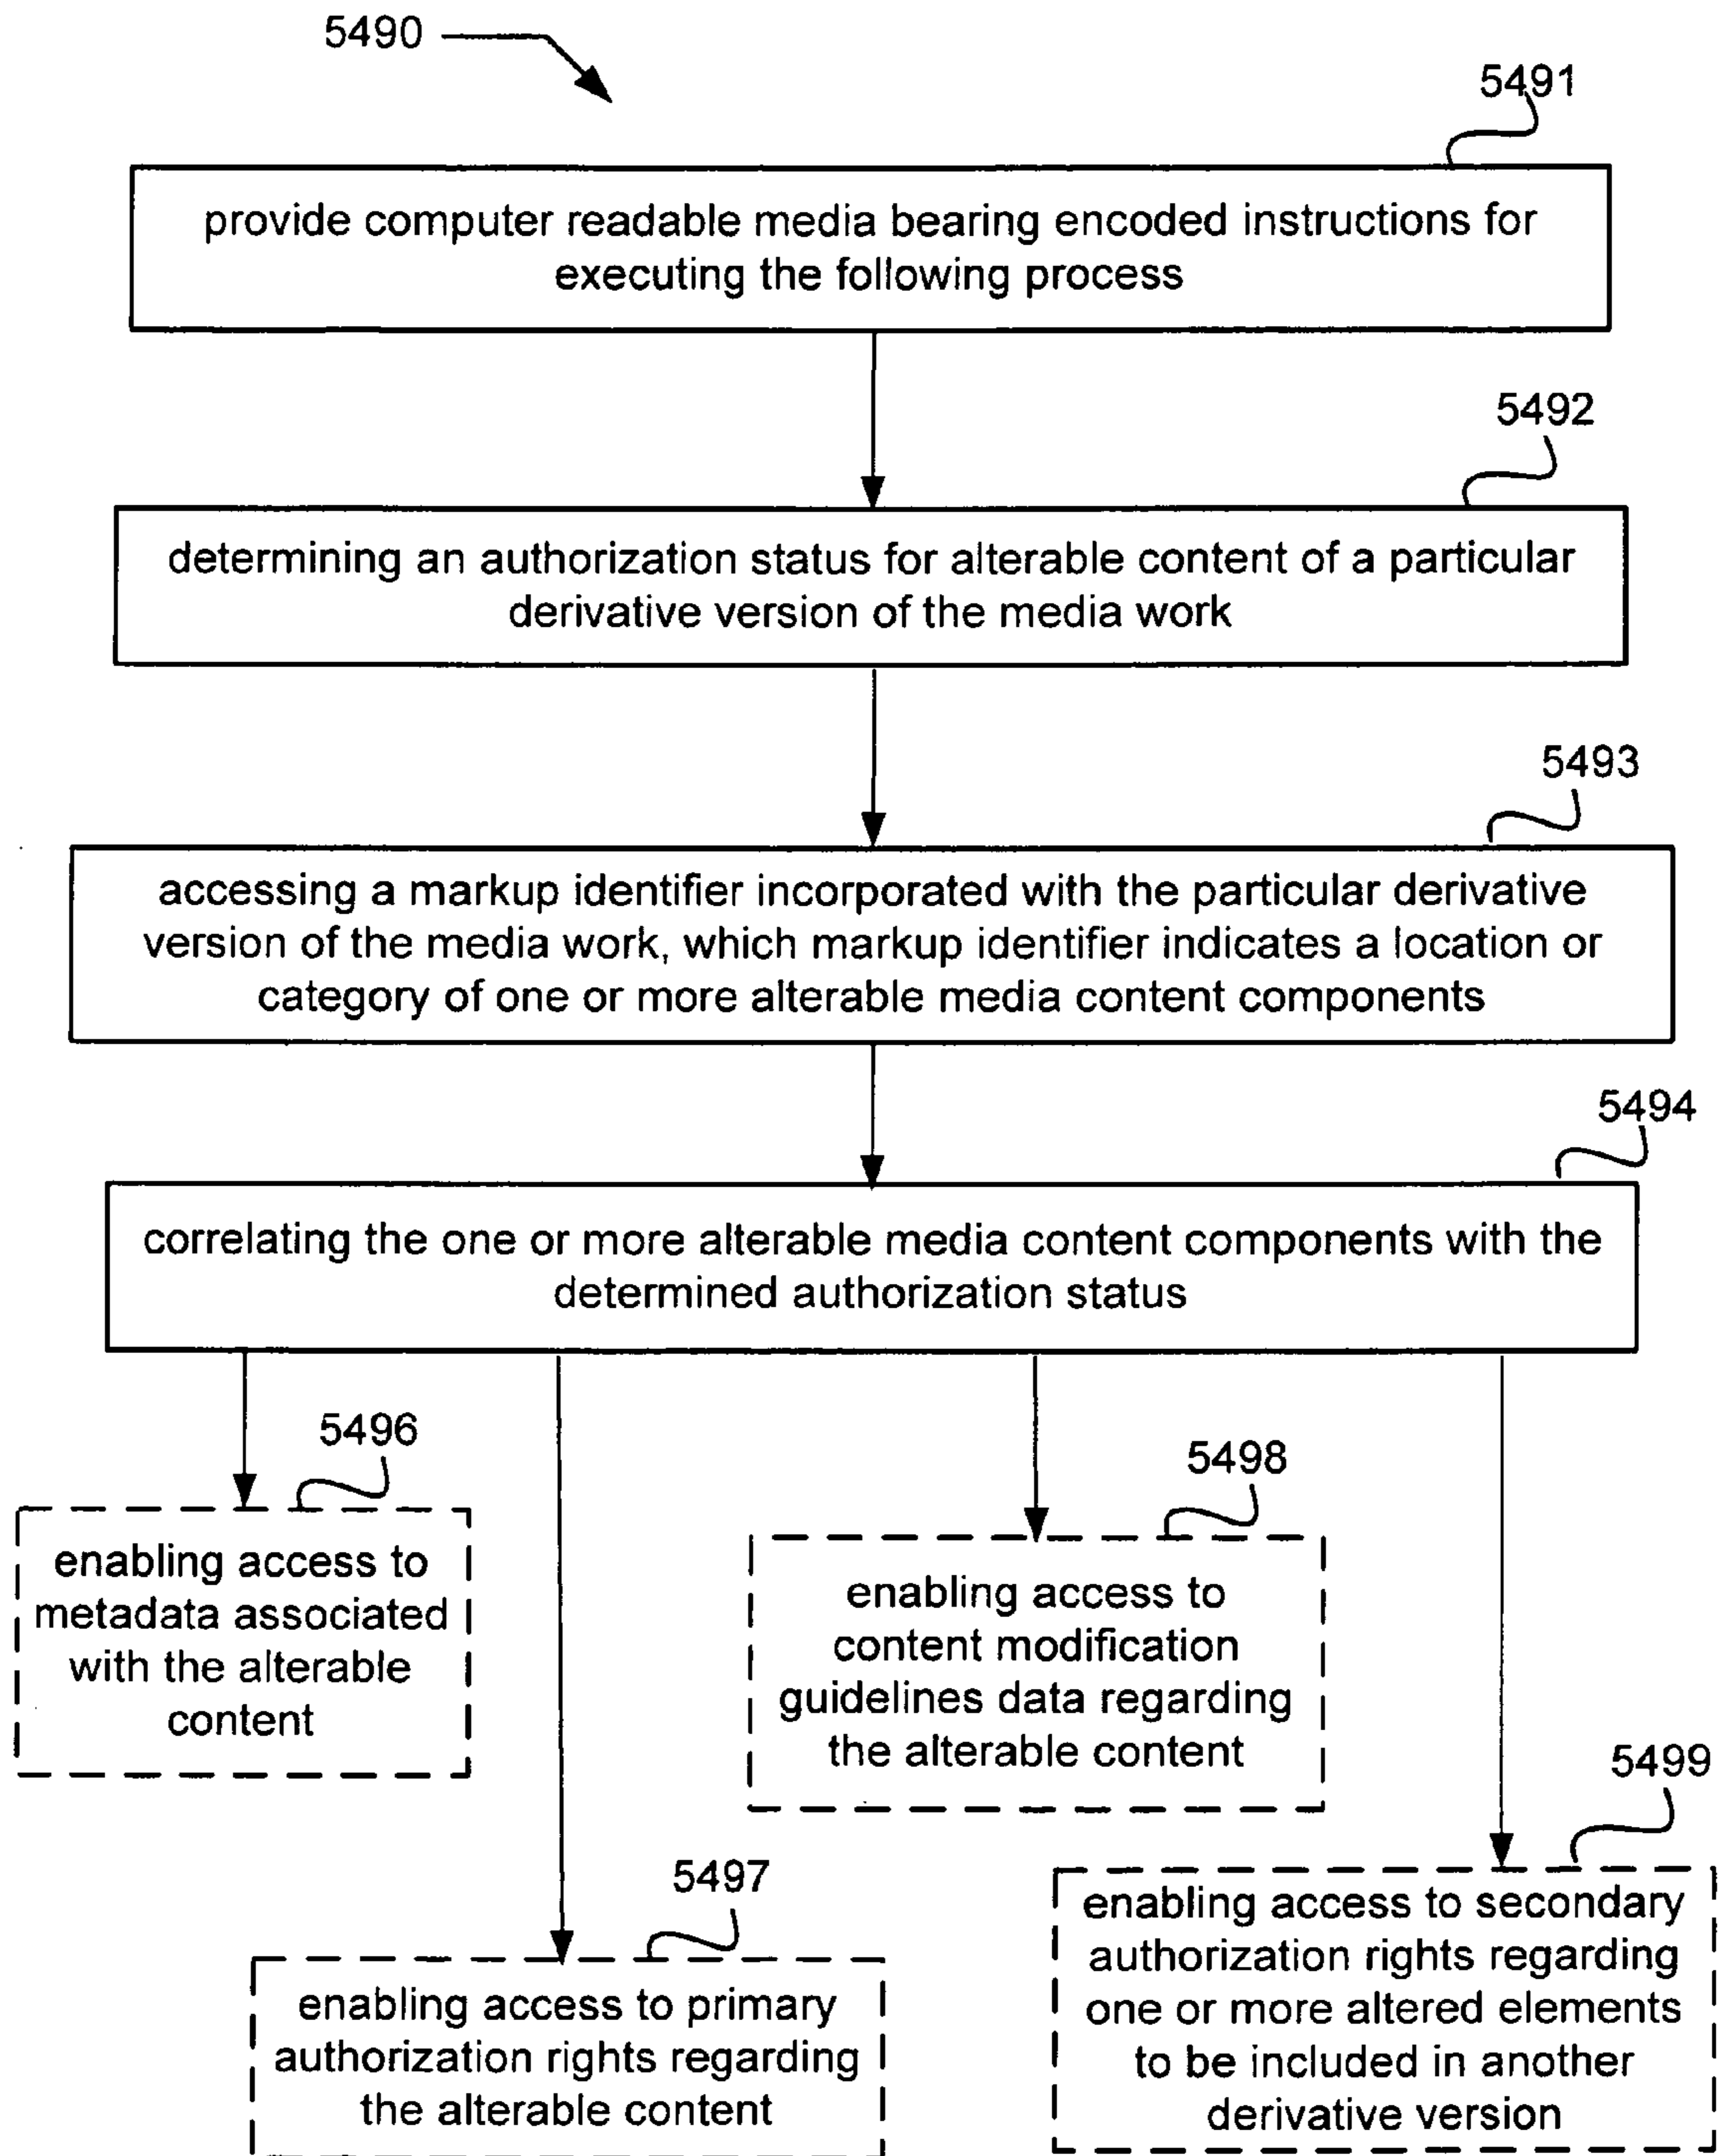 5490
5491
provide computer readable media bearing encoded instructions for
executing the following process
5492
determining an authorization status for alterable content of a particular
derivative version of the media work
5493
accessing a markup identifier incorporated with the particular derivative
version of the media work, which markup identifier indicates a location or
category of one or more alterable media content components
5494
correlating the one or more alterable media content components with the
determined authorization status
5496
enabling access to
metadata associated
with the alterable
content
5498
enabling access to
content modification
guidelines data regarding
the alterable content
5497
enabling access to primary
authorization rights regarding
the alterable content
5499
enabling access to secondary
authorization rights regarding
one or more altered elements
to be included in another
derivative version